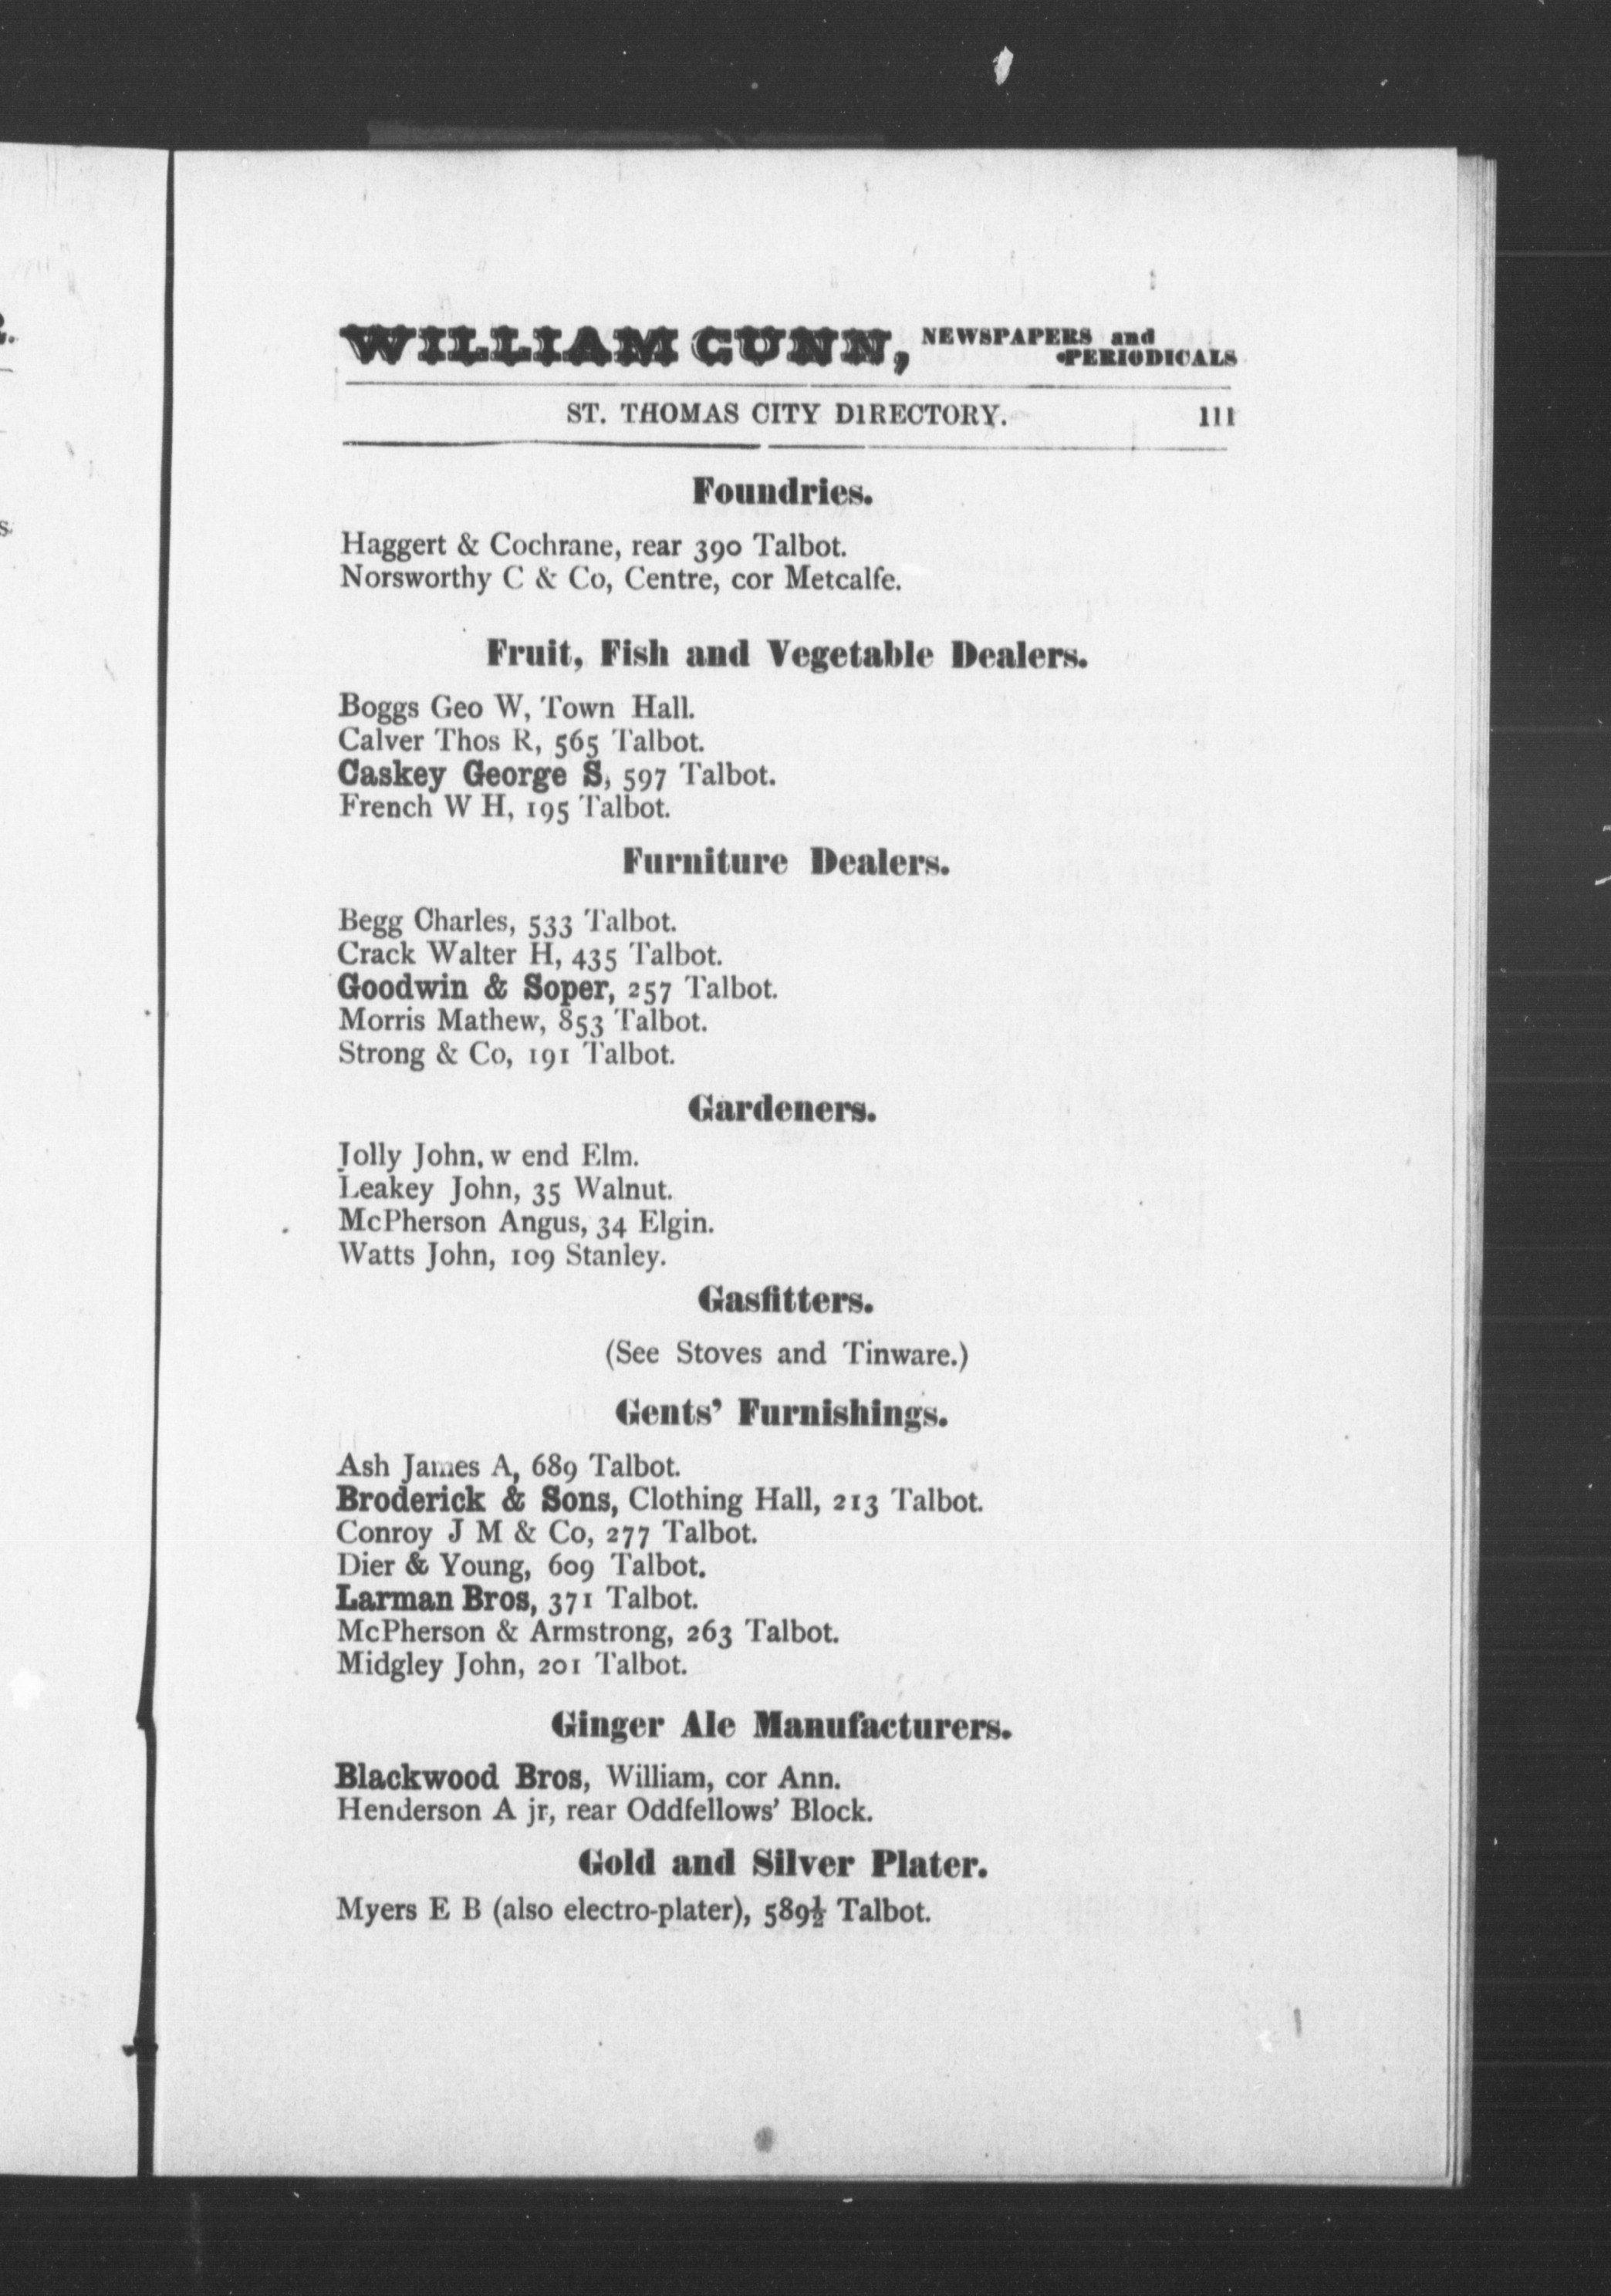 WILLIAM GUNN, NEWSPAPERS and PERIODICALS
ST. THOMAS CITY DIRECTORY. 111
Foundries.
Haggert & Cochrane, rear 390 Talbot.
Norsworthy C & Co, Centre, cor Metcalfe.
Fruit, Fish and Vegetable Dealers.
Boggs Geo W, Town Hall.
Calver Thos R, 565 Talbot.
Caskey George S, 597 Talbot.
French W H, 195 Talbot.
Furniture Dealers.
Begg Charles, 533 Talbot.
Crack Walter H, 435 Talbot.
Goodwin & Soper, 257 Talbot.
Morris Mathew, 853 Talbot.
Strong & Co, 191 Talbot.
Gardeners.
Jolly John, w end Elm.
Leakey John, 35 Walnut.
McPherson Angus, 34 Elgin.
Watts John, 109 Stanley.
Gasfitters.
(See Stoves and Tinware.)
Gents' Furnishings.
Ash James A, 689 Talbot.
Broderick & Sons, Clothing Hall, 213 Talbot.
Conroy J M & Co, 277 Talbot.
Dier & Young, 609 Talbot.
Larman Bros, 371 Talbot.
McPherson & Armstrong, 263 Talbot.
Midgley John, 201 Talbot.
Ginger Ale Manufacturers.
Blackwood Bros, William, cor Ann.
Henderson A jr, rear Oddfellows' Block.
Gold and Silver Plater.
Myers E B (also electro-plater), 589½ Talbot.